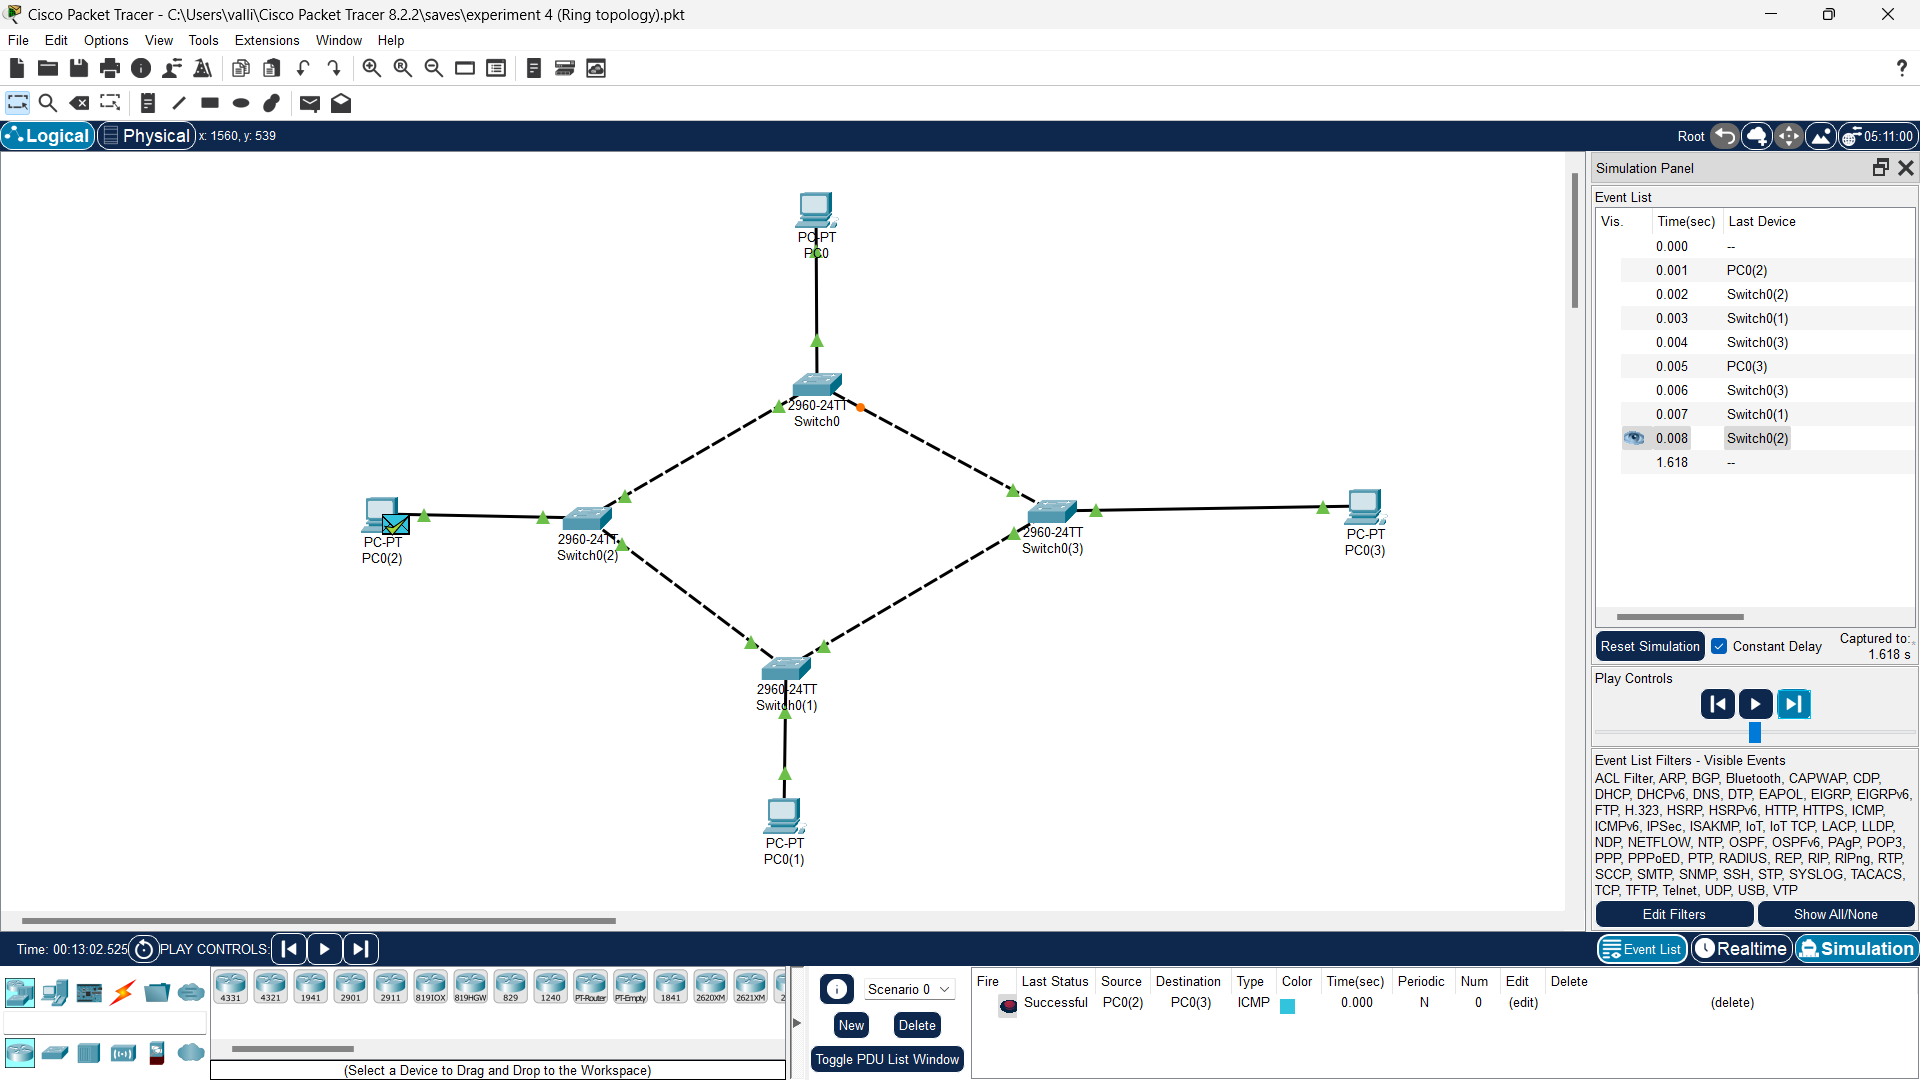 Cisco Packet Tracer - C:\Users\valli\Cisco Packet Tracer 8.2.2\saves\experiment 4 (Ring topology).pkt
File Edit Options View Tools Extensions Window Help
?
Logical Physical x: 1560, y: 539
Root 05:11:00
PC-PT
PC0
2960-24TT
Switch0
PC-PT
PC0(2)
2960-24TT
Switch0(2)
2960-24TT
Switch0(3)
PC-PT
PC0(3)
2960-24TT
Switch0(1)
PC-PT
PC0(1)
Simulation Panel
Event List
Vis. Time(sec) Last Device
0.000 --
0.001 PC0(2)
0.002 Switch0(2)
0.003 Switch0(1)
0.004 Switch0(3)
0.005 PC0(3)
0.006 Switch0(3)
0.007 Switch0(1)
0.008 Switch0(2)
1.618 --
Reset Simulation Constant Delay Captured to:
1.618 s
Play Controls
Event List Filters - Visible Events
ACL Filter, ARP, BGP, Bluetooth, CAPWAP, CDP,
DHCP, DHCPv6, DNS, DTP, EAPOL, EIGRP, EIGRPv6,
FTP, H.323, HSRP, HSRPv6, HTTP, HTTPS, ICMP,
ICMPv6, IPSec, ISAKMP, IoT, IoT TCP, LACP, LLDP,
NDP, NETFLOW, NTP, OSPF, OSPFv6, PAgP, POP3,
PPP, PPPoED, PTP, RADIUS, REP, RIP, RIPng, RTP,
SCCP, SMTP, SNMP, SSH, STP, SYSLOG, TACACS,
TCP, TFTP, Telnet, UDP, USB, VTP
Edit Filters Show All/None
Time: 00:13:02.525 PLAY CONTROLS:
Event List Realtime Simulation
4331 4321 1941 2901 2911 819IOX 819HGW 829 1240 PT-Router PT-Empty 1841 2620XM 2621XM 2
(Select a Device to Drag and Drop to the Workspace)
Scenario 0
New Delete
Toggle PDU List Window
Fire Last Status Source Destination Type Color Time(sec) Periodic Num Edit Delete
Successful PC0(2) PC0(3) ICMP 0.000 N 0 (edit) (delete)